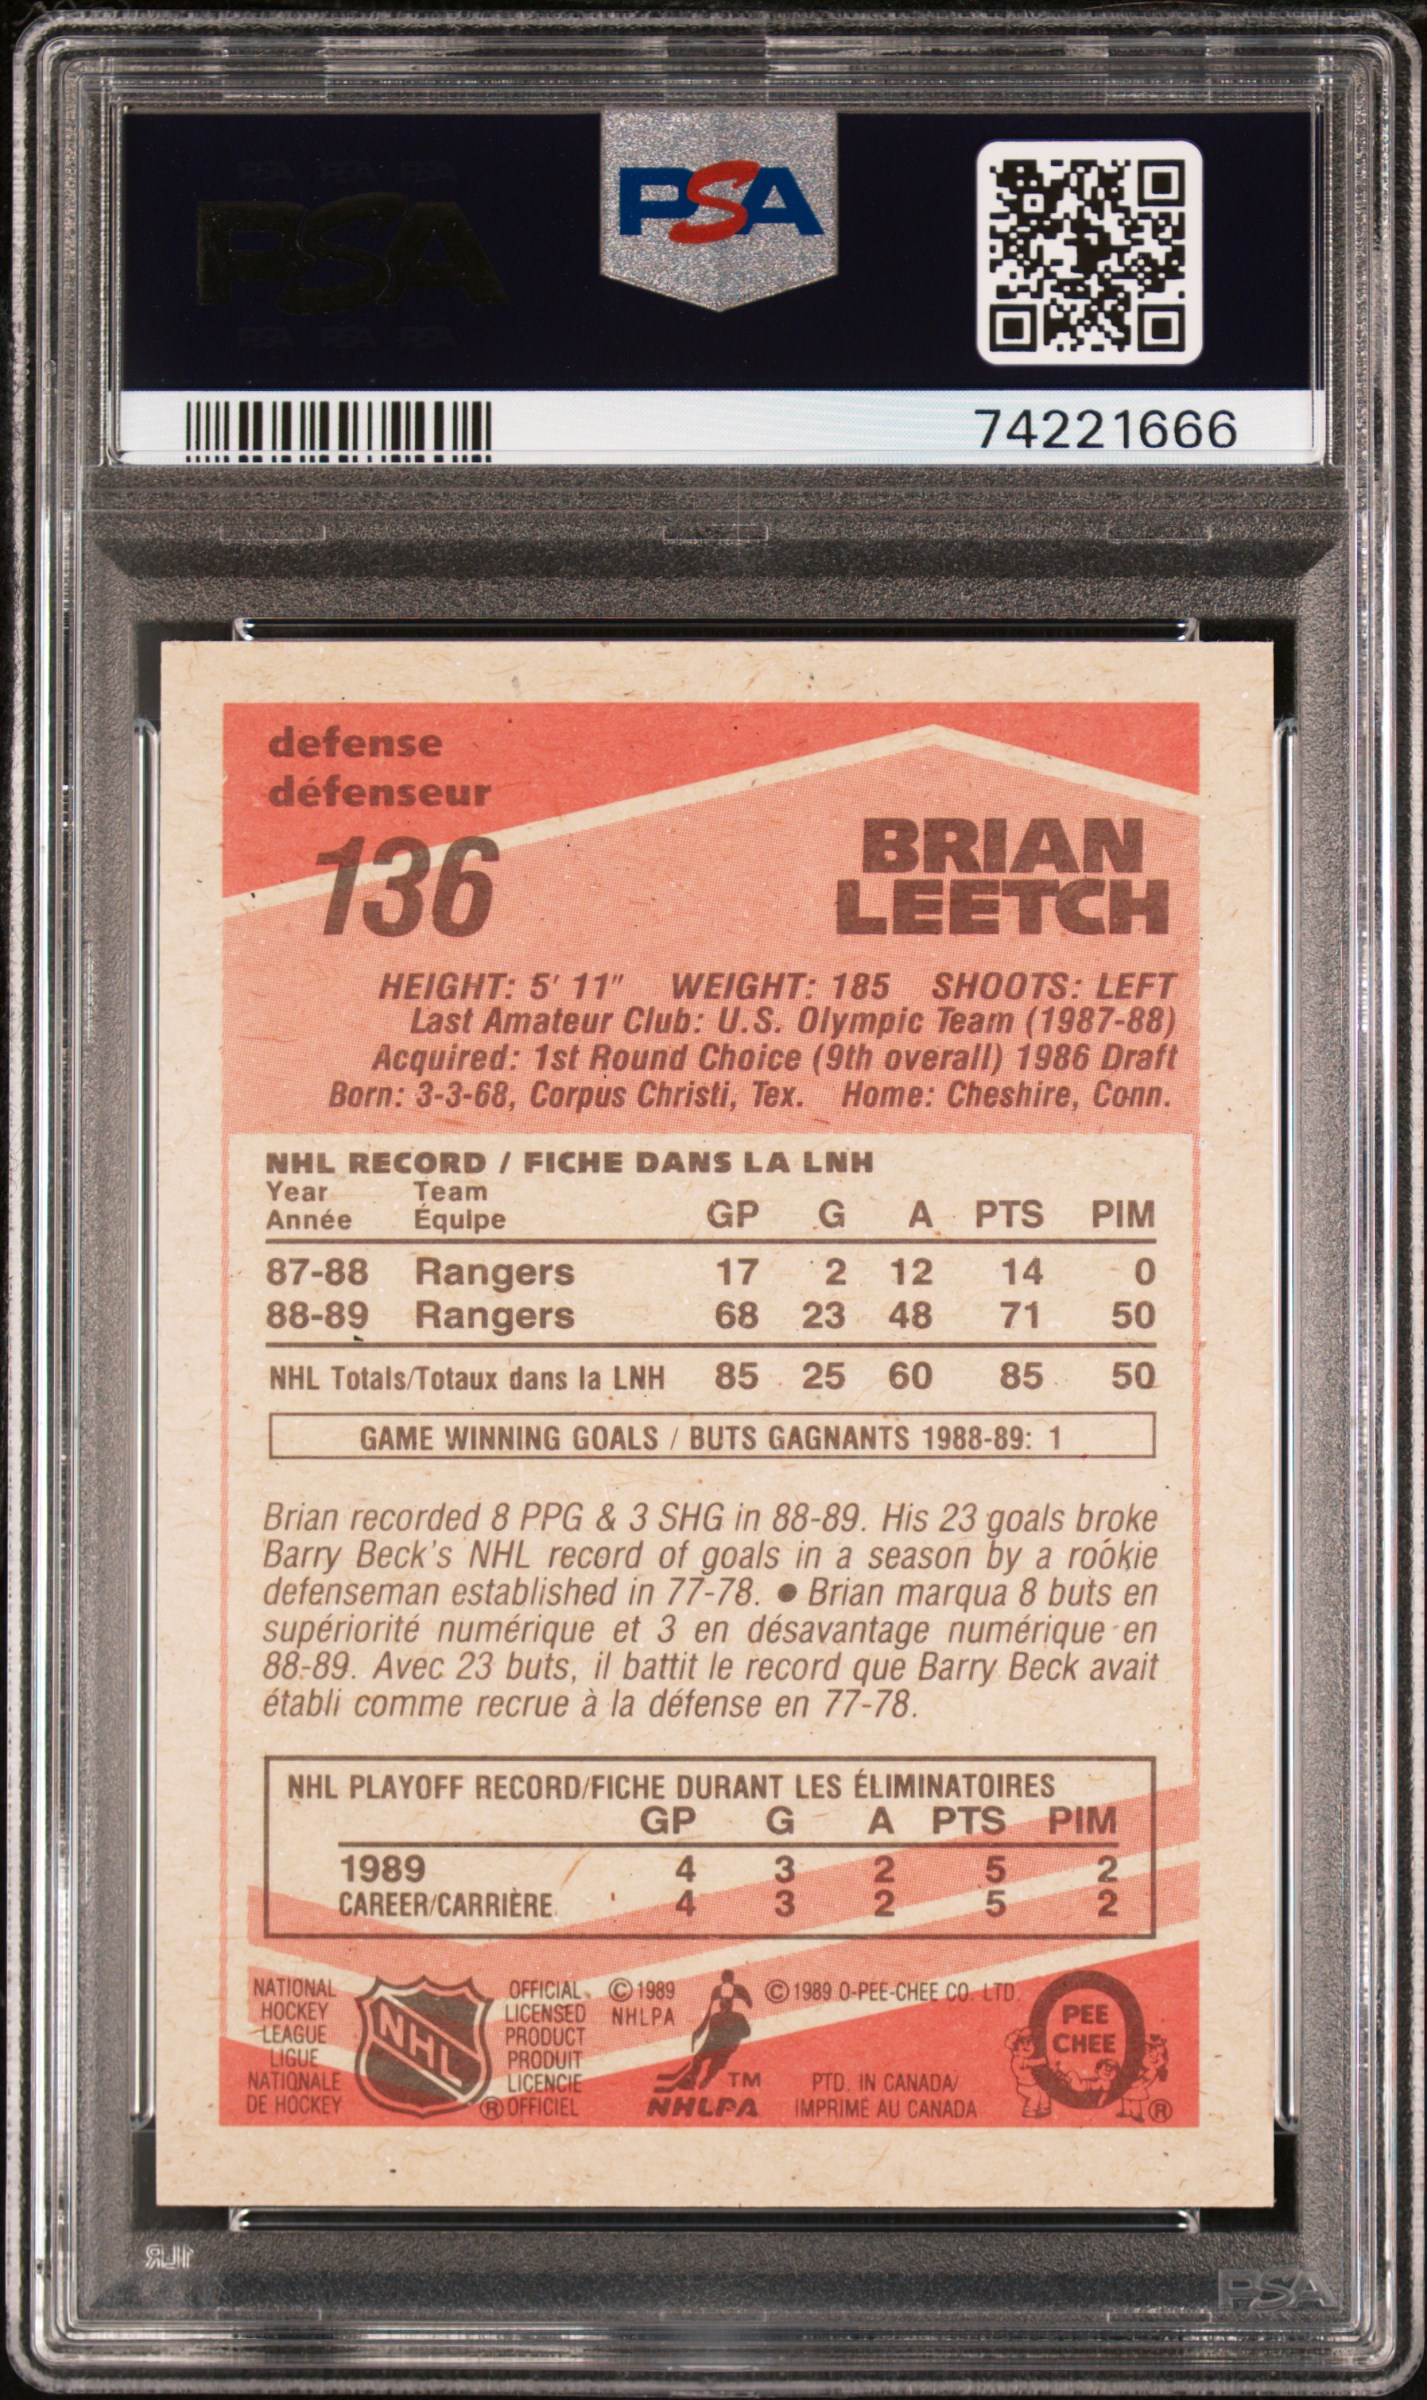 PSA PSA PSA
PSA
PSA PSA PSA
PSA
74221666
defense
défenseur
136
BRIAN
LEETCH
HEIGHT: 5' 11" WEIGHT: 185 SHOOTS: LEFT
Last Amateur Club: U.S. Olympic Team (1987-88)
Acquired: 1st Round Choice (9th overall) 1986 Draft
Born: 3-3-68, Corpus Christi, Tex. Home: Cheshire, Conn.
NHL RECORD / FICHE DANS LA LNH
Year Team
Année Équipe GP G A PTS PIM
87-88 Rangers 17 2 12 14 0
88-89 Rangers 68 23 48 71 50
NHL Totals/Totaux dans la LNH 85 25 60 85 50
GAME WINNING GOALS / BUTS GAGNANTS 1988-89: 1
Brian recorded 8 PPG & 3 SHG in 88-89. His 23 goals broke
Barry Beck's NHL record of goals in a season by a rookie
defenseman established in 77-78. ● Brian marqua 8 buts en
supériorité numérique et 3 en désavantage numérique en
88-89. Avec 23 buts, il battit le record que Barry Beck avait
établi comme recrue à la défense en 77-78.
NHL PLAYOFF RECORD/FICHE DURANT LES ÉLIMINATOIRES
GP G A PTS PIM
1989 4 3 2 5 2
CAREER/CARRIÈRE 4 3 2 5 2
NATIONAL
HOCKEY
LEAGUE
LIGUE
NATIONALE
DE HOCKEY
NHL
®
OFFICIAL
LICENSED
PRODUCT
PRODUIT
LICENCIE
OFFICIEL
©1989
NHLPA
TM
NHLPA
©1989 O-PEE-CHEE CO. LTD.
PTD. IN CANADA/
IMPRIMÉ AU CANADA
O
PEE
CHEE
®
PSA